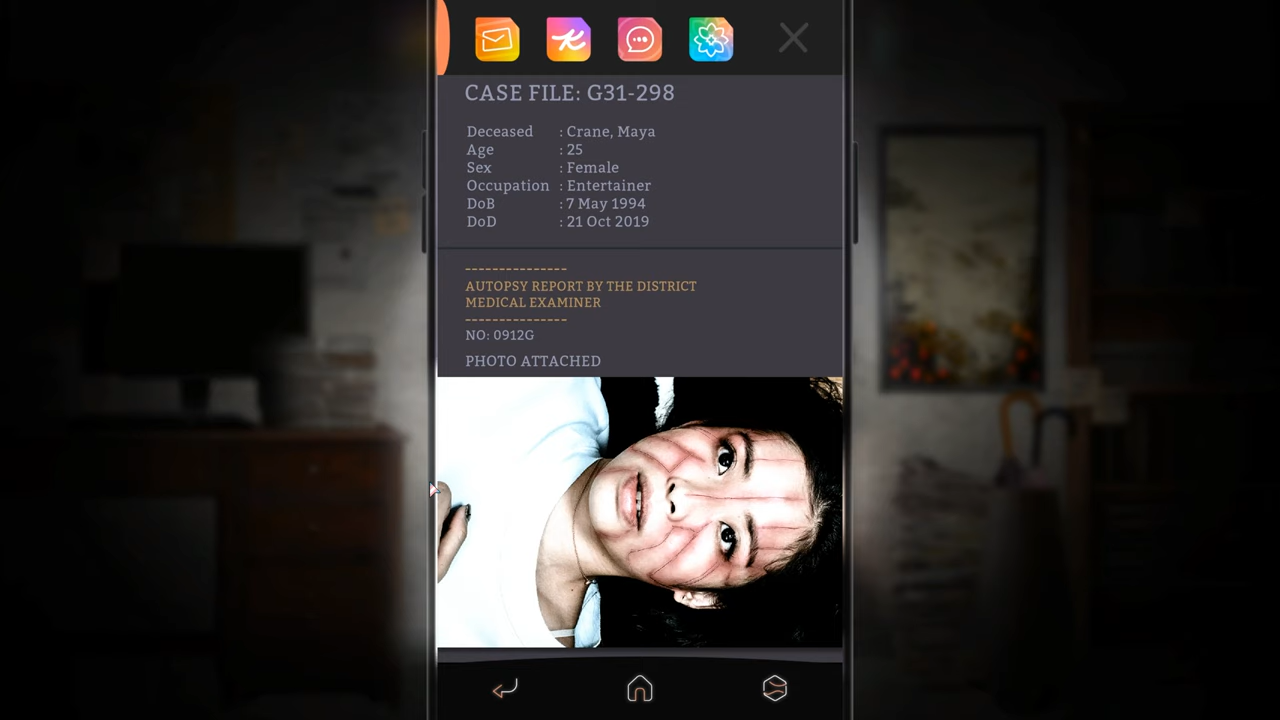 CASE FILE: G31-298
Deceased : Crane, Maya
Age : 25
Sex : Female
Occupation : Entertainer
DoB : 7 May 1994
DoD : 21 Oct 2019
---------------
AUTOPSY REPORT BY THE DISTRICT
MEDICAL EXAMINER
---------------
NO: 0912G
PHOTO ATTACHED